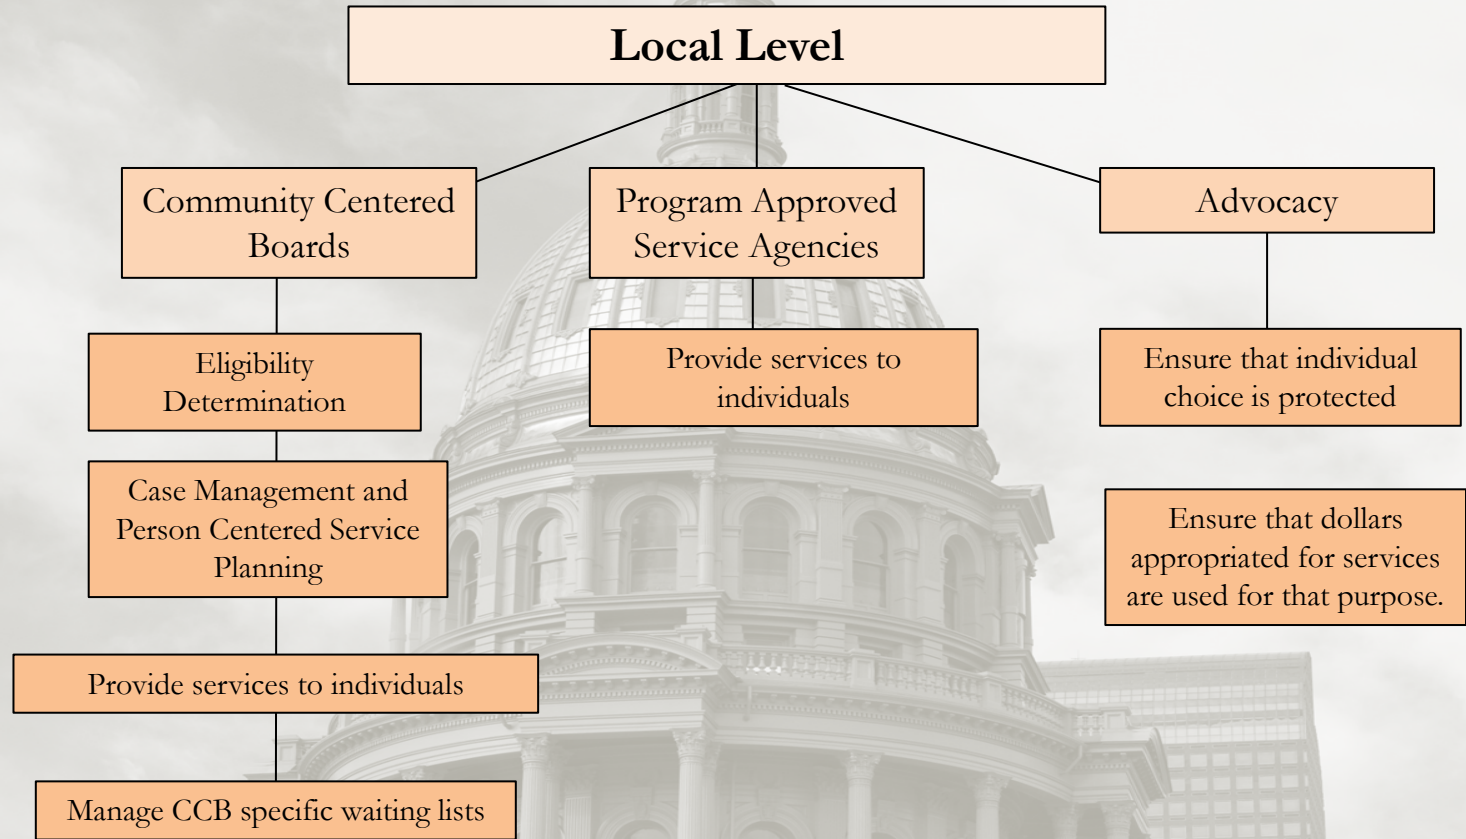 Local Level
Community Centered
Boards
Program Approved
Service Agencies
Advocacy
Eligibility
Determination
Provide services to
individuals
Ensure that individual
choice is protected
Case Management and
Person Centered Service
Planning
Ensure that dollars
appropriated for services
are used for that purpose.
Provide services to individuals
Manage CCB specific waiting lists